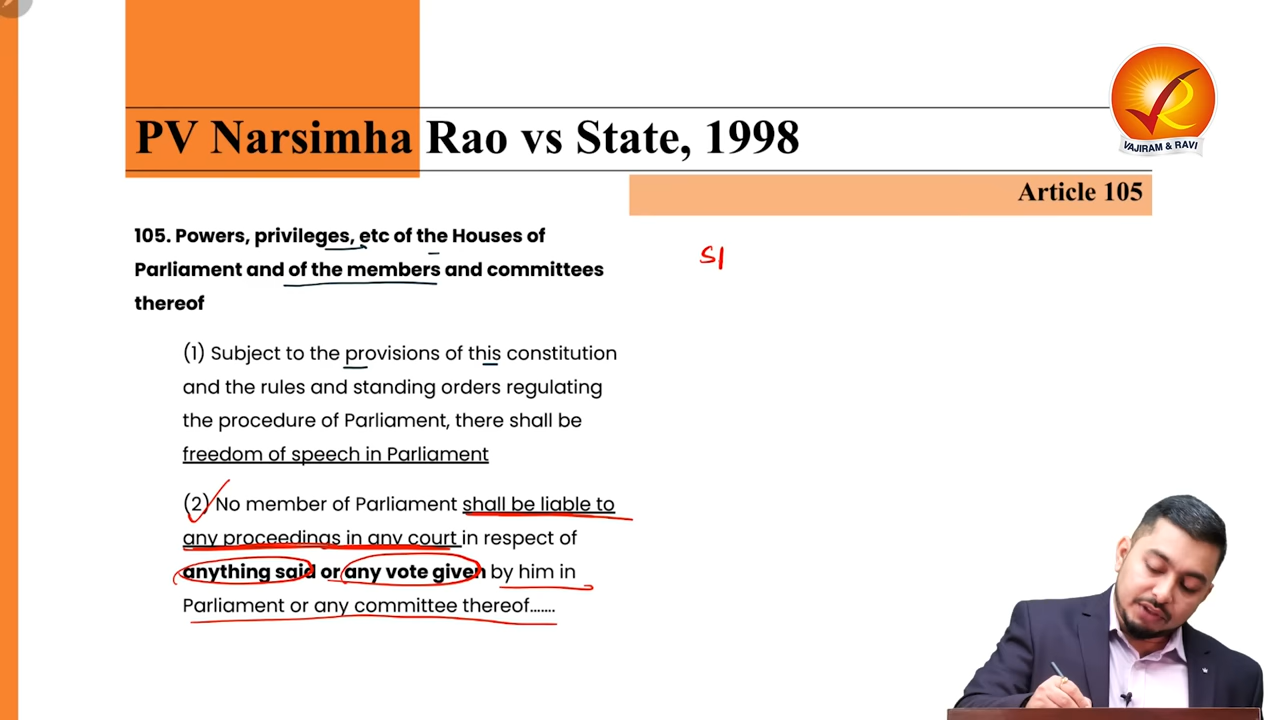 PV Narsimha Rao vs State, 1998
VAJIRAM & RAVI
Article 105
105. Powers, privileges, etc of the Houses of
Parliament and of the members and committees
thereof
(1) Subject to the provisions of this constitution
and the rules and standing orders regulating
the procedure of Parliament, there shall be
freedom of speech in Parliament
(2) No member of Parliament shall be liable to
any proceedings in any court in respect of
anything said or any vote given by him in
Parliament or any committee thereof.......